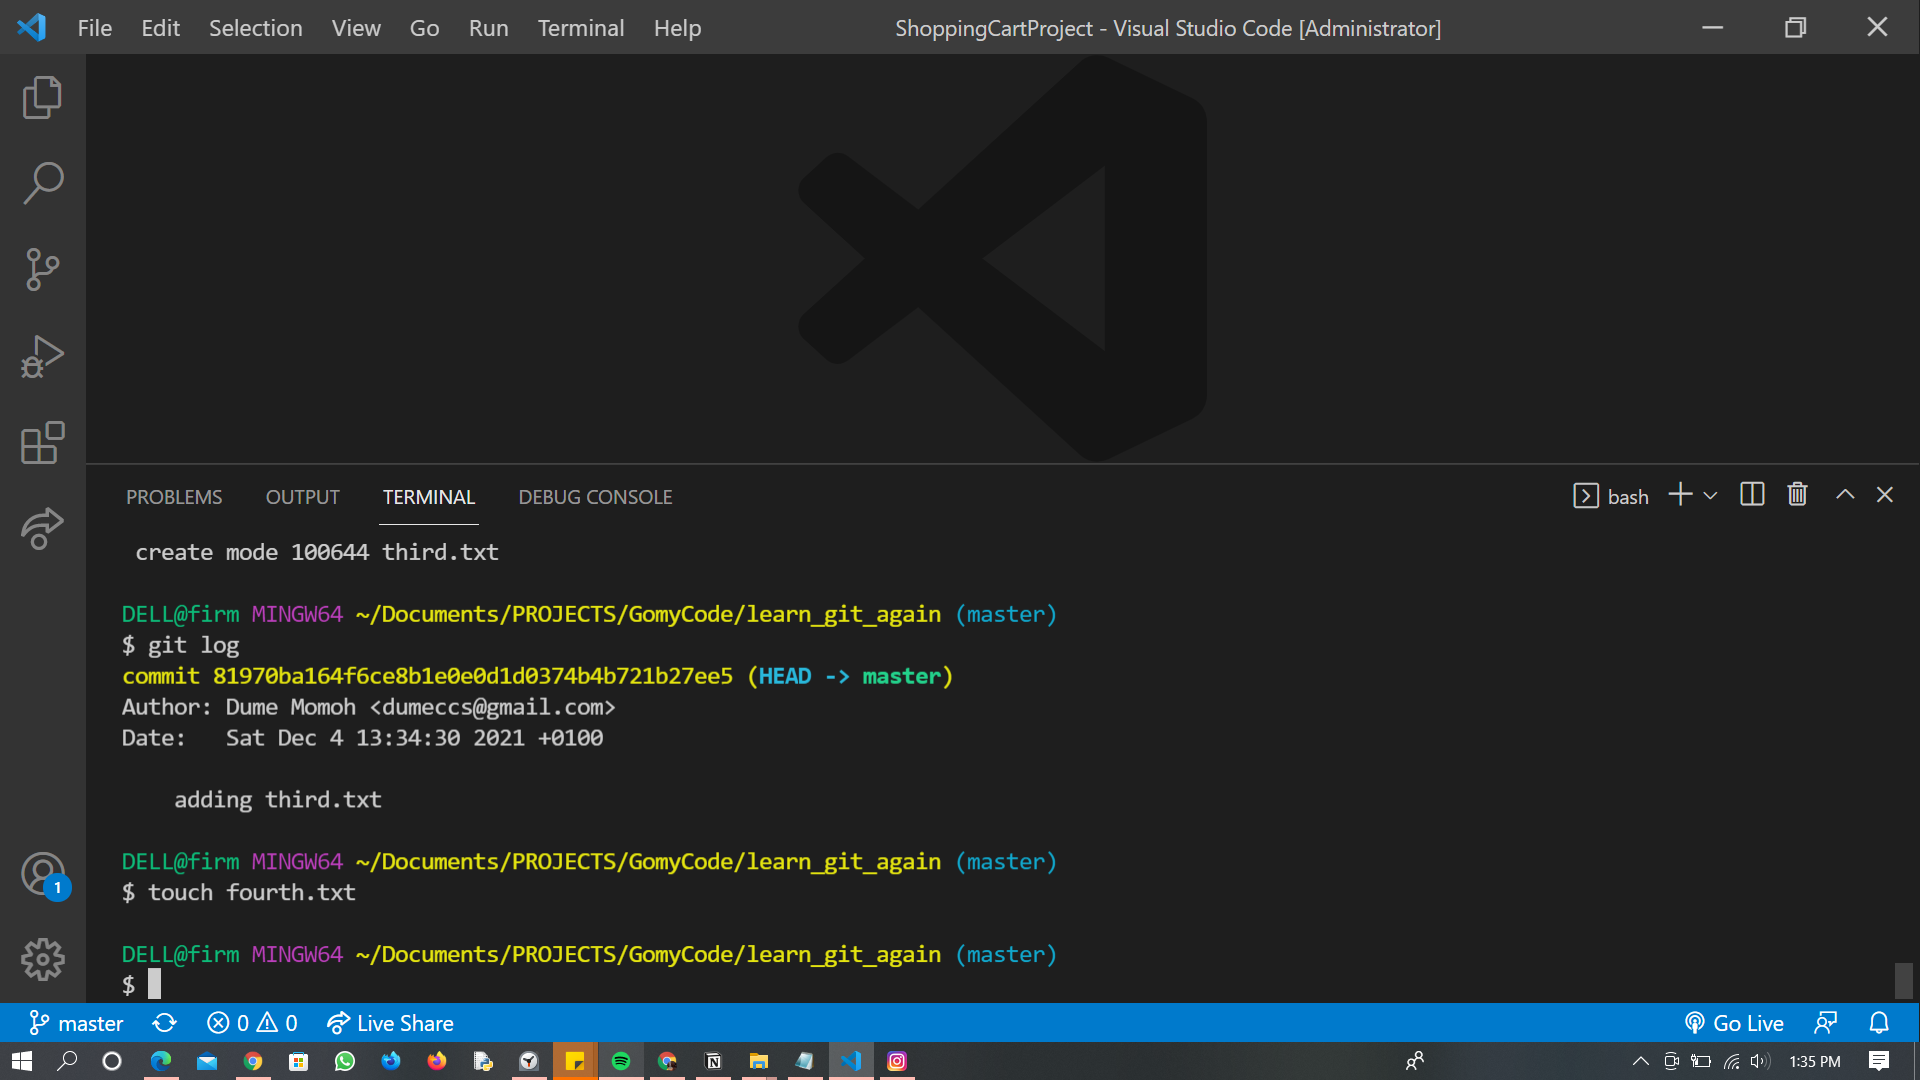 File Edit Selection View Go Run Terminal Help ShoppingCartProject - Visual Studio Code [Administrator]
PROBLEMS OUTPUT TERMINAL DEBUG CONSOLE bash
create mode 100644 third.txt
DELL@firm MINGW64 ~/Documents/PROJECTS/GomyCode/learn_git_again (master)
$ git log
commit 81970ba164f6ce8b1e0e0d1d0374b4b721b27ee5 (HEAD -> master)
Author: Dume Momoh <dumeccs@gmail.com>
Date: Sat Dec 4 13:34:30 2021 +0100
adding third.txt
DELL@firm MINGW64 ~/Documents/PROJECTS/GomyCode/learn_git_again (master)
$ touch fourth.txt
1
DELL@firm MINGW64 ~/Documents/PROJECTS/GomyCode/learn_git_again (master)
$
master 0 0 Live Share Go Live
1:35 PM